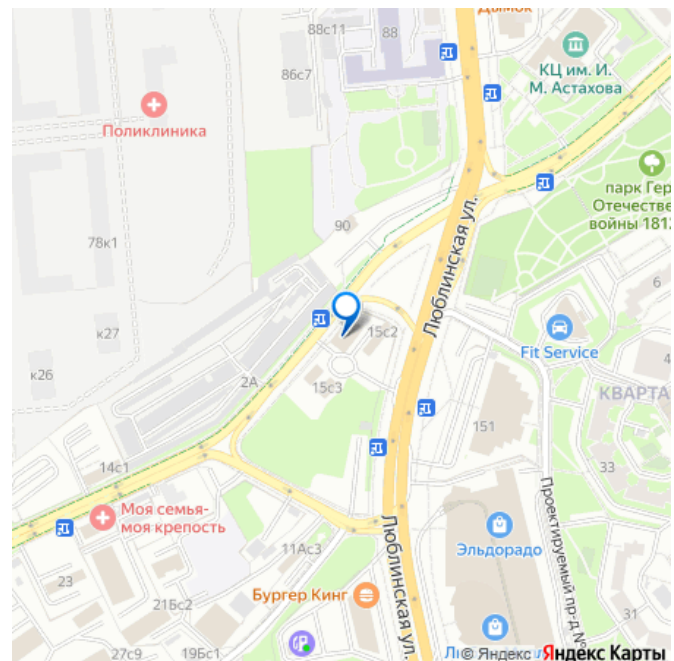 Дымок
88с11
88
КЦ им. И.
М. Астахова
86с7
Поликлиника
парк Гер
Отечестве
войны 1812
Люблинская ул.
90
78к1
6
15с2
Fit Service
к27
к26
2А
15с3
КВАРТА
4
151
33
14с1
Моя семья-
моя крепость
Проектируемый пр-д №
Эльдорадо
11Ас3
Люблинская ул.
23
Бургер Кинг
21Бс2
31
27с9
19Бс1
© Яндекс
Яндекс Карты